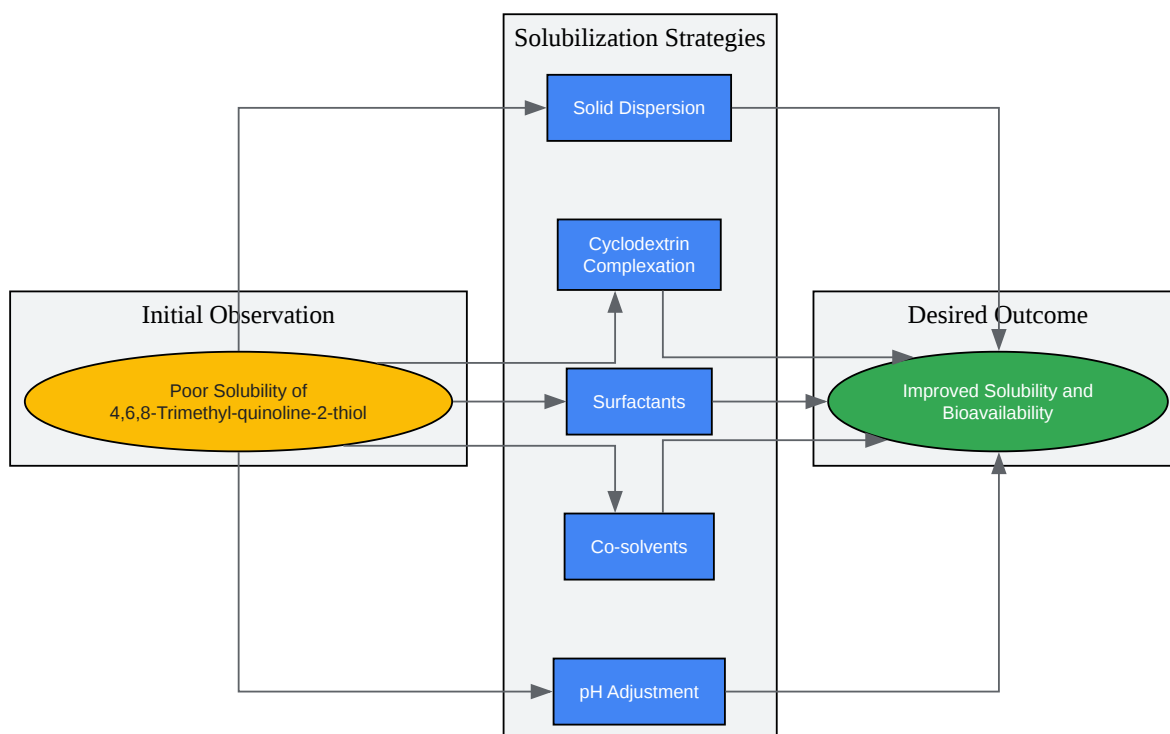 Solubilization Strategies
Solid Dispersion
Cyclodextrin
Complexation
Initial Observation
Desired Outcome
Poor Solubility of
4,6,8-Trimethyl-quinoline-2-thiol
Surfactants
Improved Solubility and
Bioavailability
Co-solvents
pH Adjustment